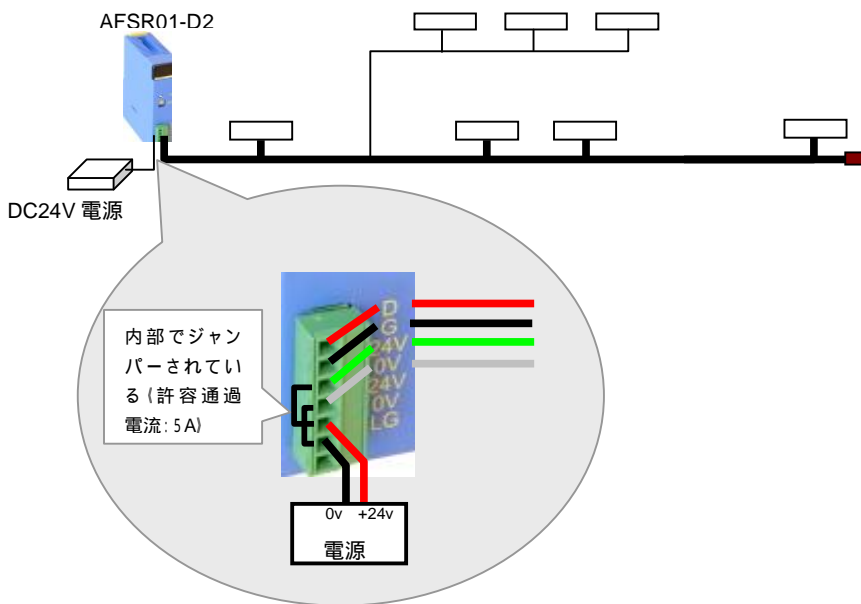 AFSR01-D2
DC24V 電源
内部でジャン
パーされてい
る(許容通過
電流:5A)
D
G
24V
0V
24V
0V
LG
0v +24v
電源